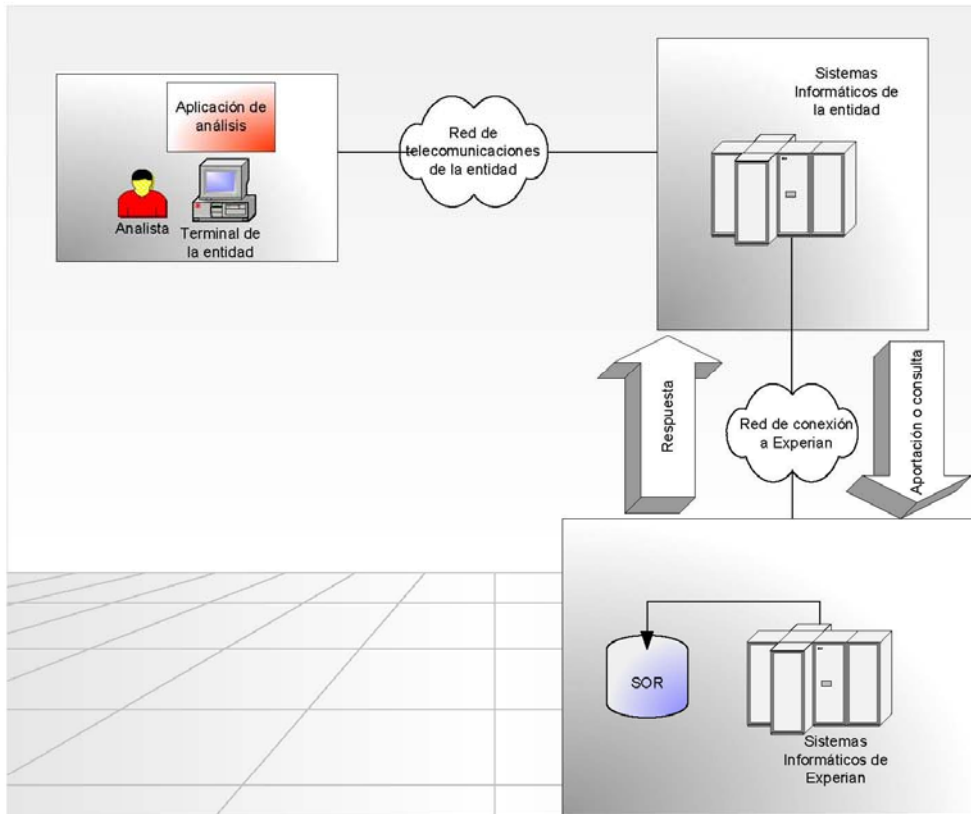 Aplicación de
análisis
Analista
Terminal de
la entidad
Red de
telecomunicaciones
de la entidad
Sistemas
Informáticos de
la entidad
Respuesta
Red de conexión
a Experian
Aportación o consulta
SOR
Sistemas
Informáticos de
Experian